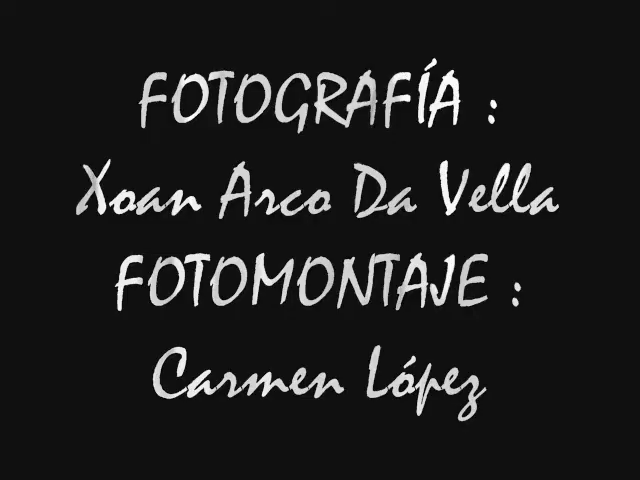 FOTOGRAFÍA :
Xoan Arco Da Vella
FOTOMONTAJE :
Carmen López